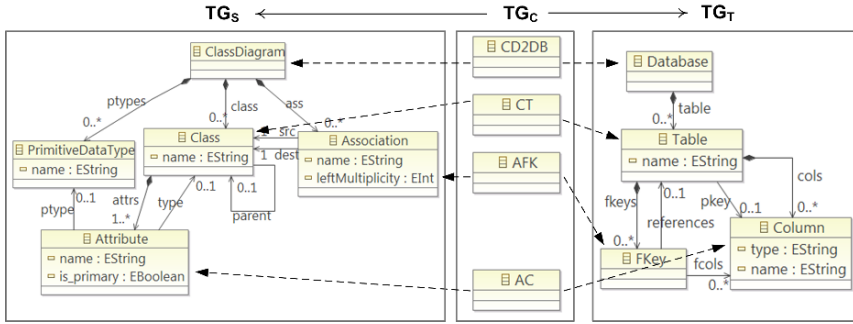 TGS TGC TGT
ClassDiagram
ptypes
class
ass
0..*
0..*
0..*
PrimitiveDataType
name : EString
Class
name : EString
1 src
1 dest
Association
name : EString
leftMultiplicity : EInt
0..1
ptype
attrs
1..*
type
0..1
0..1
parent
Attribute
name : EString
is_primary : EBoolean
CD2DB
CT
AFK
AC
Database
table
0..*
Table
name : EString
cols
0..*
fkeys
0..*
references
0..1
pkey
0..1
FKey
fcols
0..*
Column
type : EString
name : EString